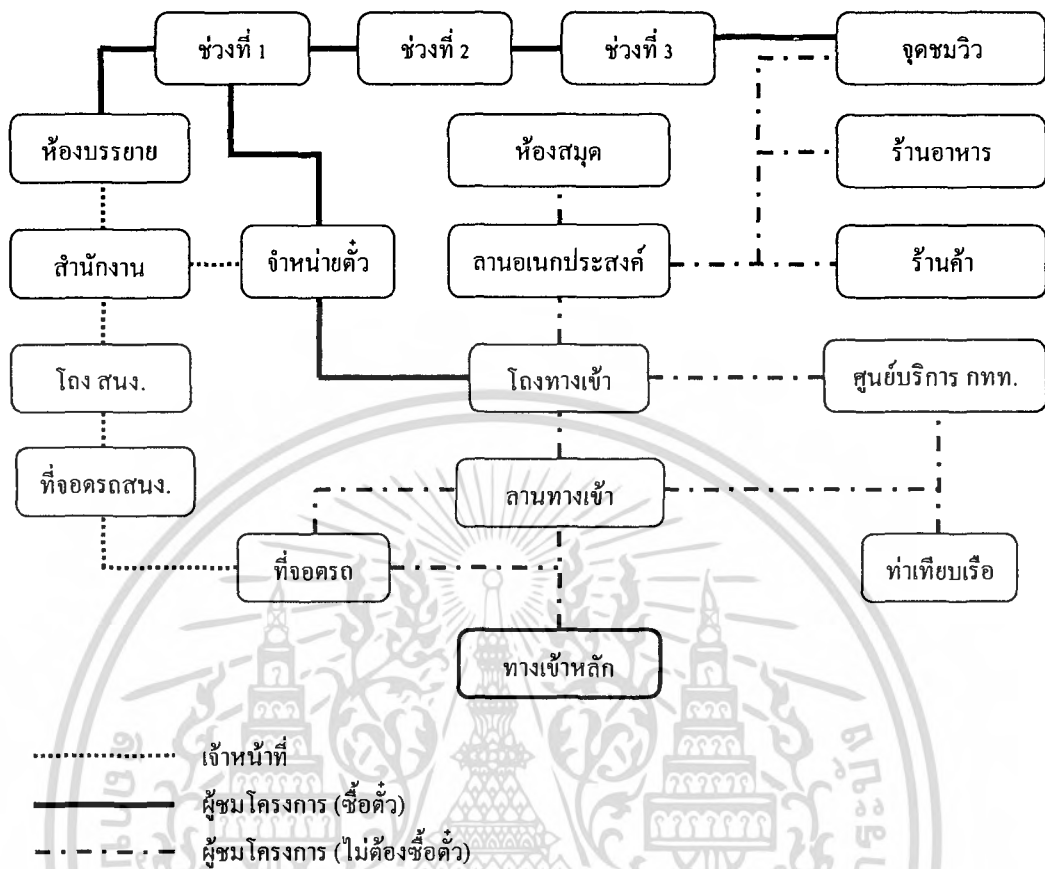 ช่วงที่ 1
ช่วงที่ 2
ช่วงที่ 3
จุดชมวิว
ห้องบรรยาย
ห้องสมุด
ร้านอาหาร
สำนักงาน
จำหน่ายตั๋ว
ลานอเนกประสงค์
ร้านค้า
โถง สนง.
โถงทางเข้า
ศูนย์บริการ กทท.
ที่จอดรถสนง.
ลานทางเข้า
ที่จอดรถ
ท่าเทียบเรือ
ทางเข้าหลัก
เจ้าหน้าที่
ผู้ชมโครงการ (ซื้อตั๋ว)
ผู้ชมโครงการ (ไม่ต้องซื้อตั๋ว)